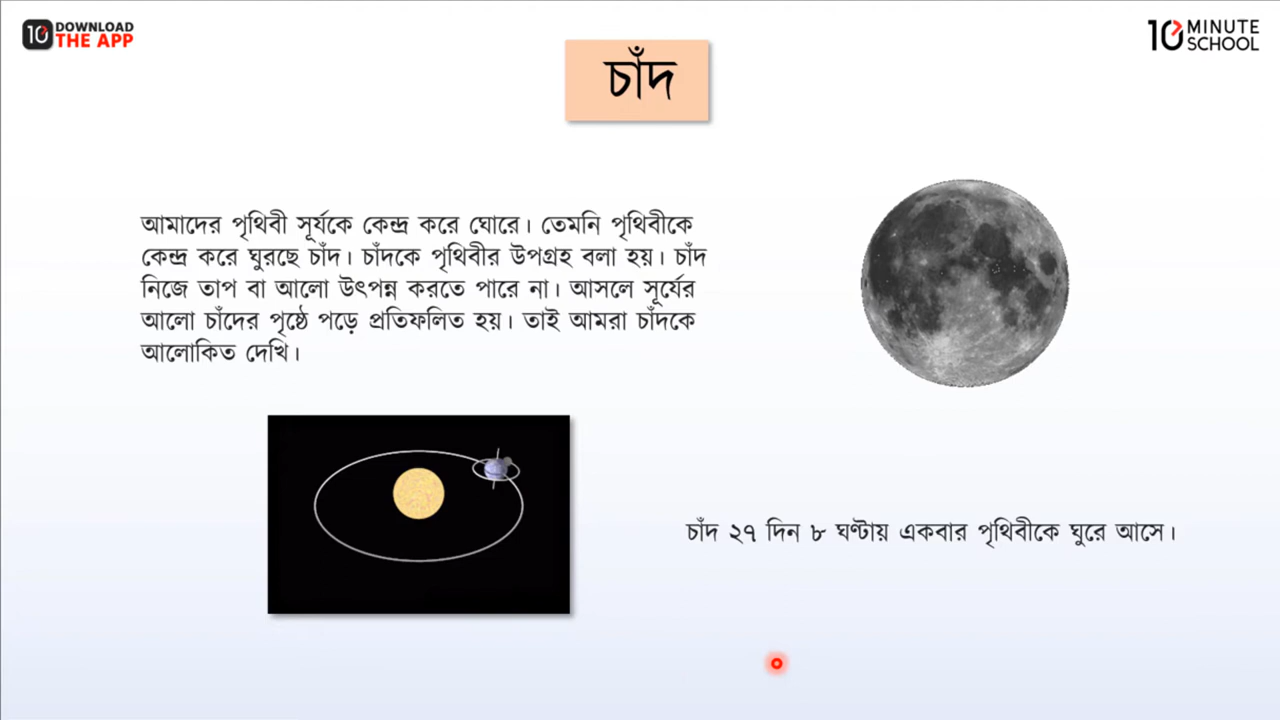 DOWNLOAD
THE APP
10 MINUTE
SCHOOL
চাঁদ
আমাদের পৃথিবী সূর্যকে কেন্দ্র করে ঘোরে। তেমনি পৃথিবীকে
কেন্দ্র করে ঘুরছে চাঁদ। চাঁদকে পৃথিবীর উপগ্রহ বলা হয়। চাঁদ
নিজে তাপ বা আলো উৎপন্ন করতে পারে না। আসলে সূর্যের
আলো চাঁদের পৃষ্ঠে পড়ে প্রতিফলিত হয়। তাই আমরা চাঁদকে
আলোকিত দেখি।
চাঁদ ২৭ দিন ৮ ঘণ্টায় একবার পৃথিবীকে ঘুরে আসে।